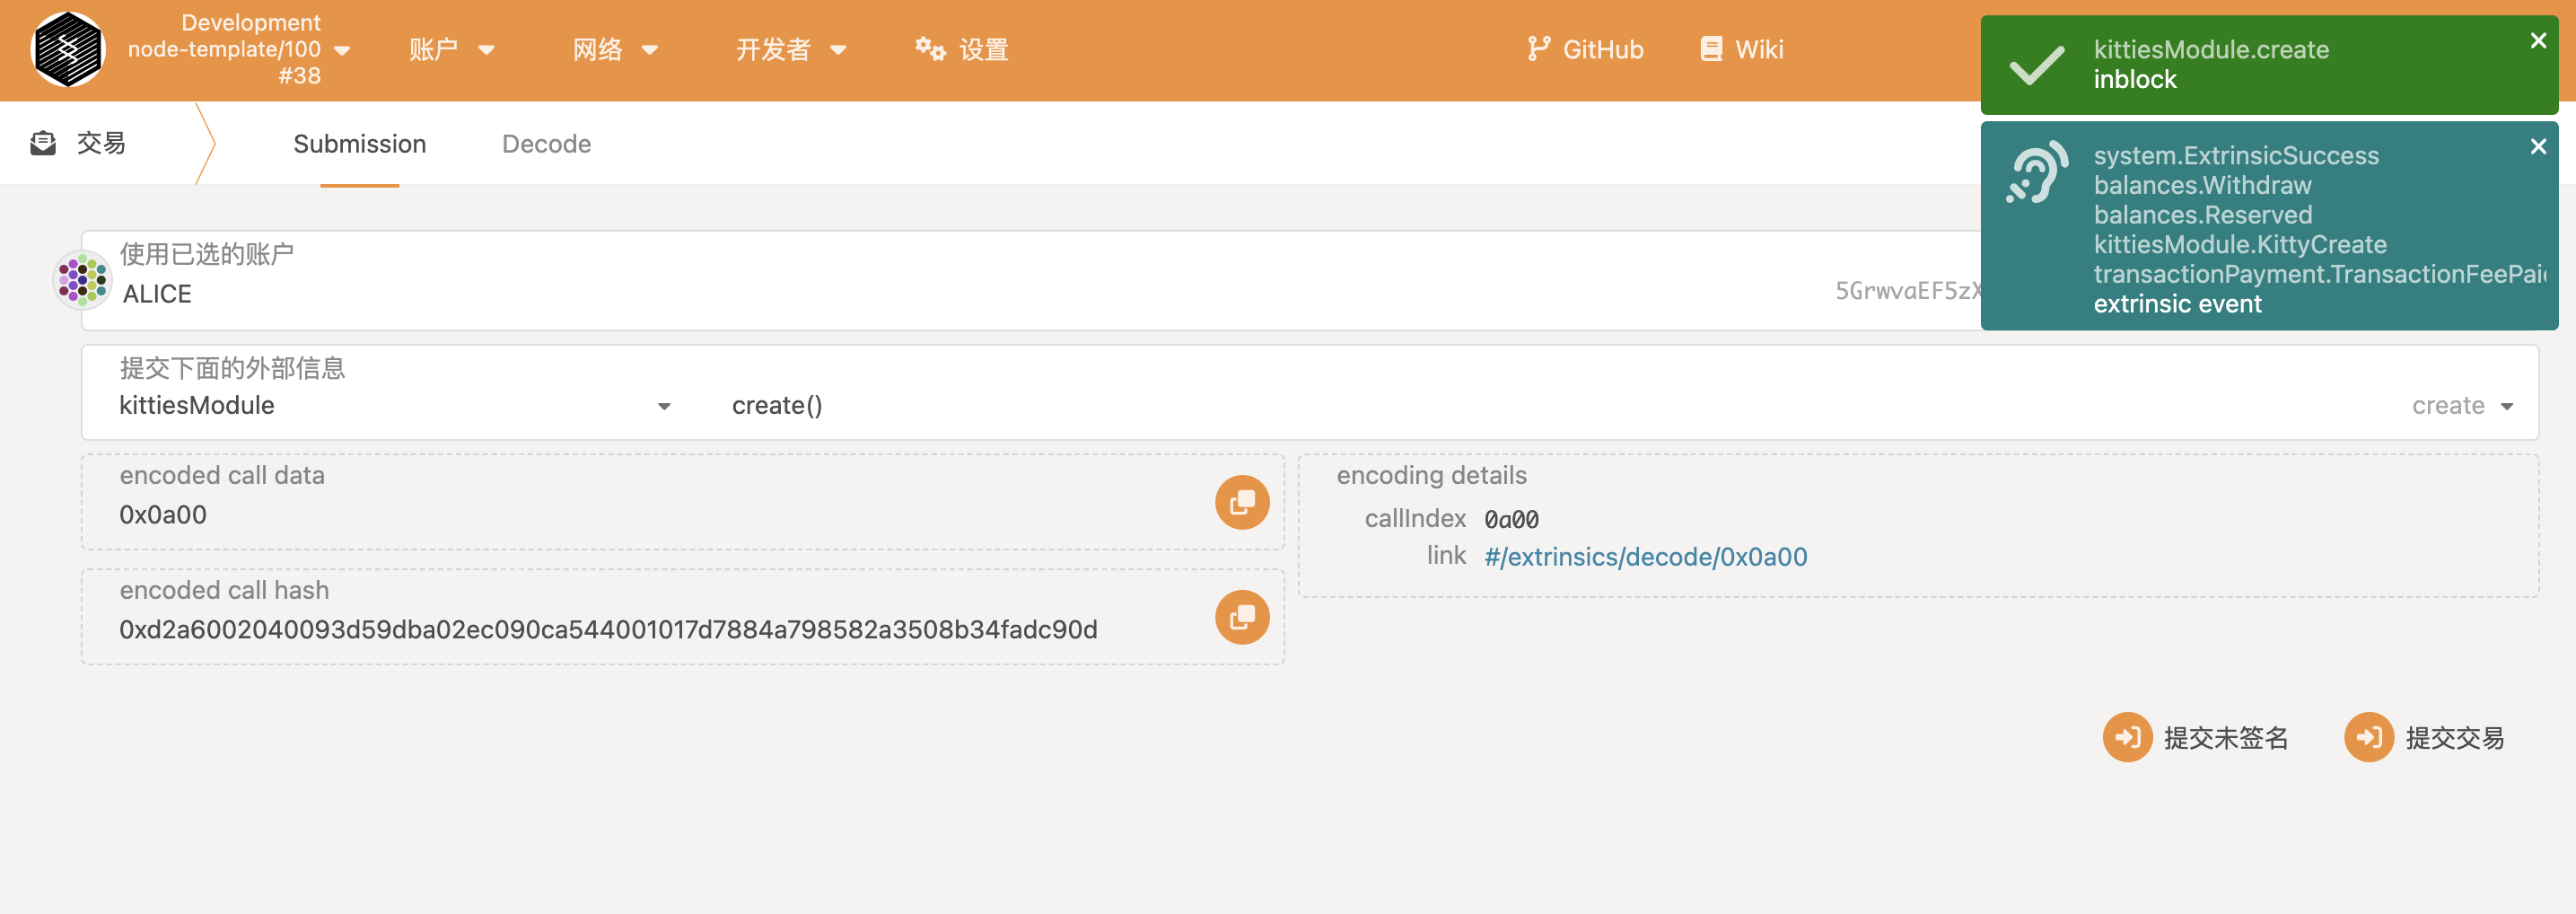 Development
node-template/100
#38
账户
网络
开发者
设置
GitHub
Wiki
kittiesModule.create
inblock
system.ExtrinsicSuccess
balances.Withdraw
balances.Reserved
kittiesModule.KittyCreate
transactionPayment.TransactionFeePaid
extrinsic event
交易
Submission
Decode
使用已选的账户
ALICE
5GrwvaEF5zX
提交下面的外部信息
kittiesModule
create()
create
encoded call data
0x0a00
encoding details
callIndex 0a00
link #/extrinsics/decode/0x0a00
encoded call hash
0xd2a6002040093d59dba02ec090ca544001017d7884a798582a3508b34fadc90d
提交未签名
提交交易